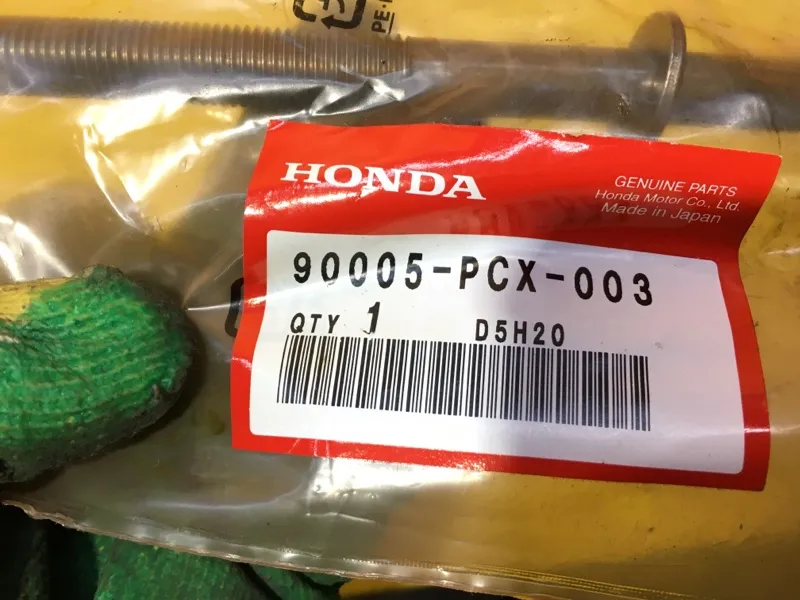 HONDA
GENUINE PARTS
Honda Motor Co., Ltd.
Made in Japan
90005-PCX-003
QTY 1 D5H20